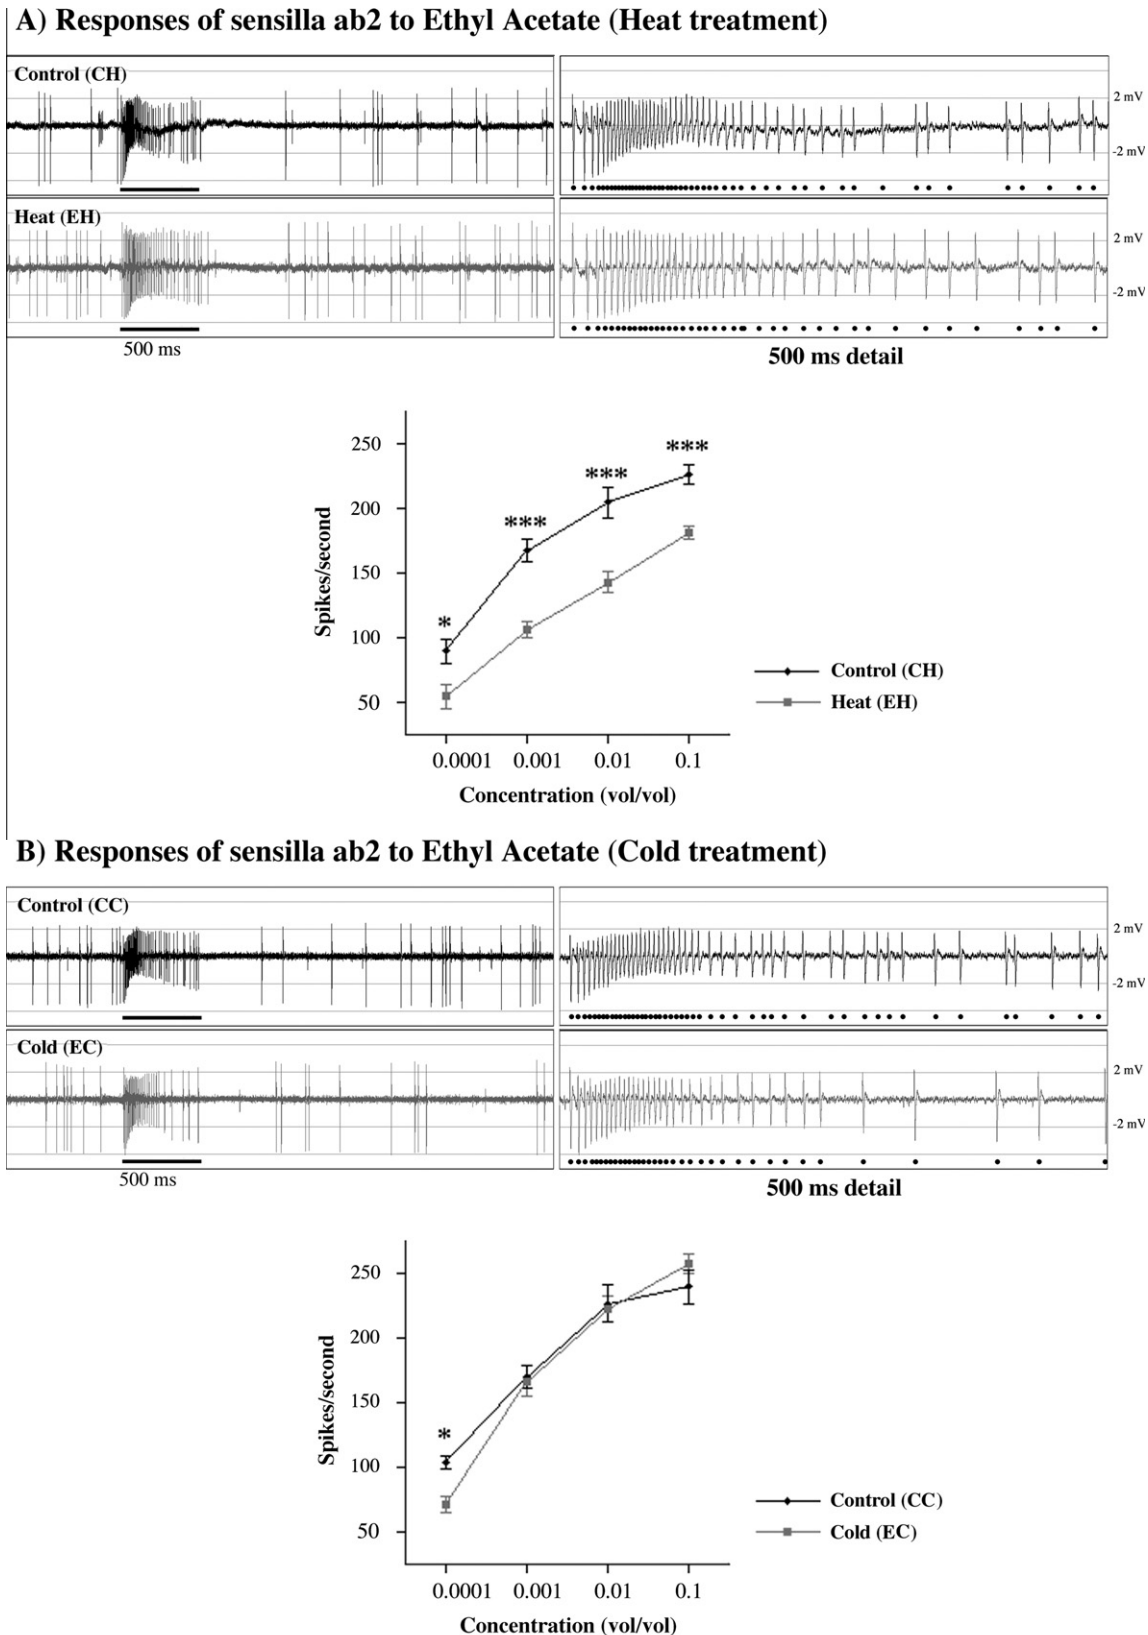 A) Responses of sensilla ab2 to Ethyl Acetate (Heat treatment)
Control (CH)
2 mV
-2 mV
Heat (EH)
2 mV
-2 mV
500 ms
500 ms detail
***
***
***
*
250
200
150
100
50
Spikes/second
Control (CH)
Heat (EH)
0.0001 0.001 0.01 0.1
Concentration (vol/vol)
B) Responses of sensilla ab2 to Ethyl Acetate (Cold treatment)
Control (CC)
2 mV
-2 mV
Cold (EC)
2 mV
-2 mV
500 ms
500 ms detail
*
250
200
150
100
50
Spikes/second
Control (CC)
Cold (EC)
0.0001 0.001 0.01 0.1
Concentration (vol/vol)